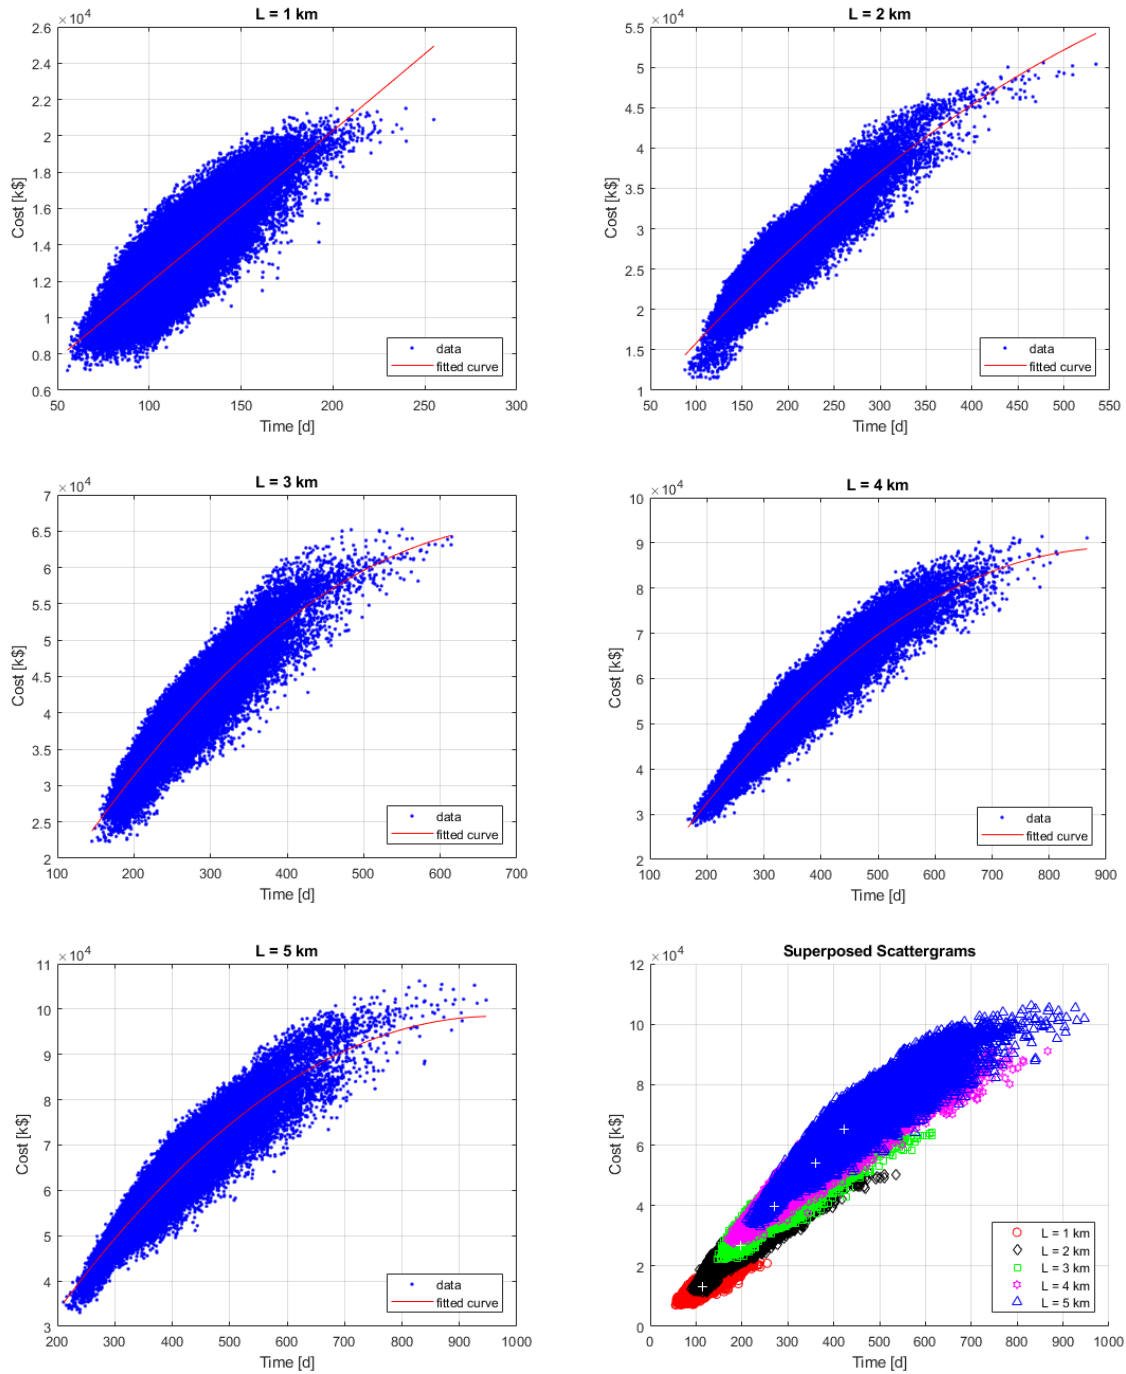 L = 1 km
×10⁴
2.6
2.4
2.2
2
1.8
1.6
1.4
1.2
1
0.8
0.6
Cost [k$]
data
fitted curve
50 100 150 200 250 300
Time [d]
L = 2 km
×10⁴
5.5
5
4.5
4
3.5
3
2.5
2
1.5
1
Cost [k$]
data
fitted curve
50 100 150 200 250 300 350 400 450 500 550
Time [d]
L = 3 km
×10⁴
7
6.5
6
5.5
5
4.5
4
3.5
3
2.5
2
Cost [k$]
data
fitted curve
100 200 300 400 500 600 700
Time [d]
L = 4 km
×10⁴
10
9
8
7
6
5
4
3
2
Cost [k$]
data
fitted curve
100 200 300 400 500 600 700 800 900
Time [d]
L = 5 km
×10⁴
11
10
9
8
7
6
5
4
3
Cost [k$]
data
fitted curve
200 300 400 500 600 700 800 900 1000
Time [d]
Superposed Scattergrams
×10⁴
12
10
8
6
4
2
0
Cost [k$]
L = 1 km
L = 2 km
L = 3 km
L = 4 km
L = 5 km
0 100 200 300 400 500 600 700 800 900 1000
Time [d]